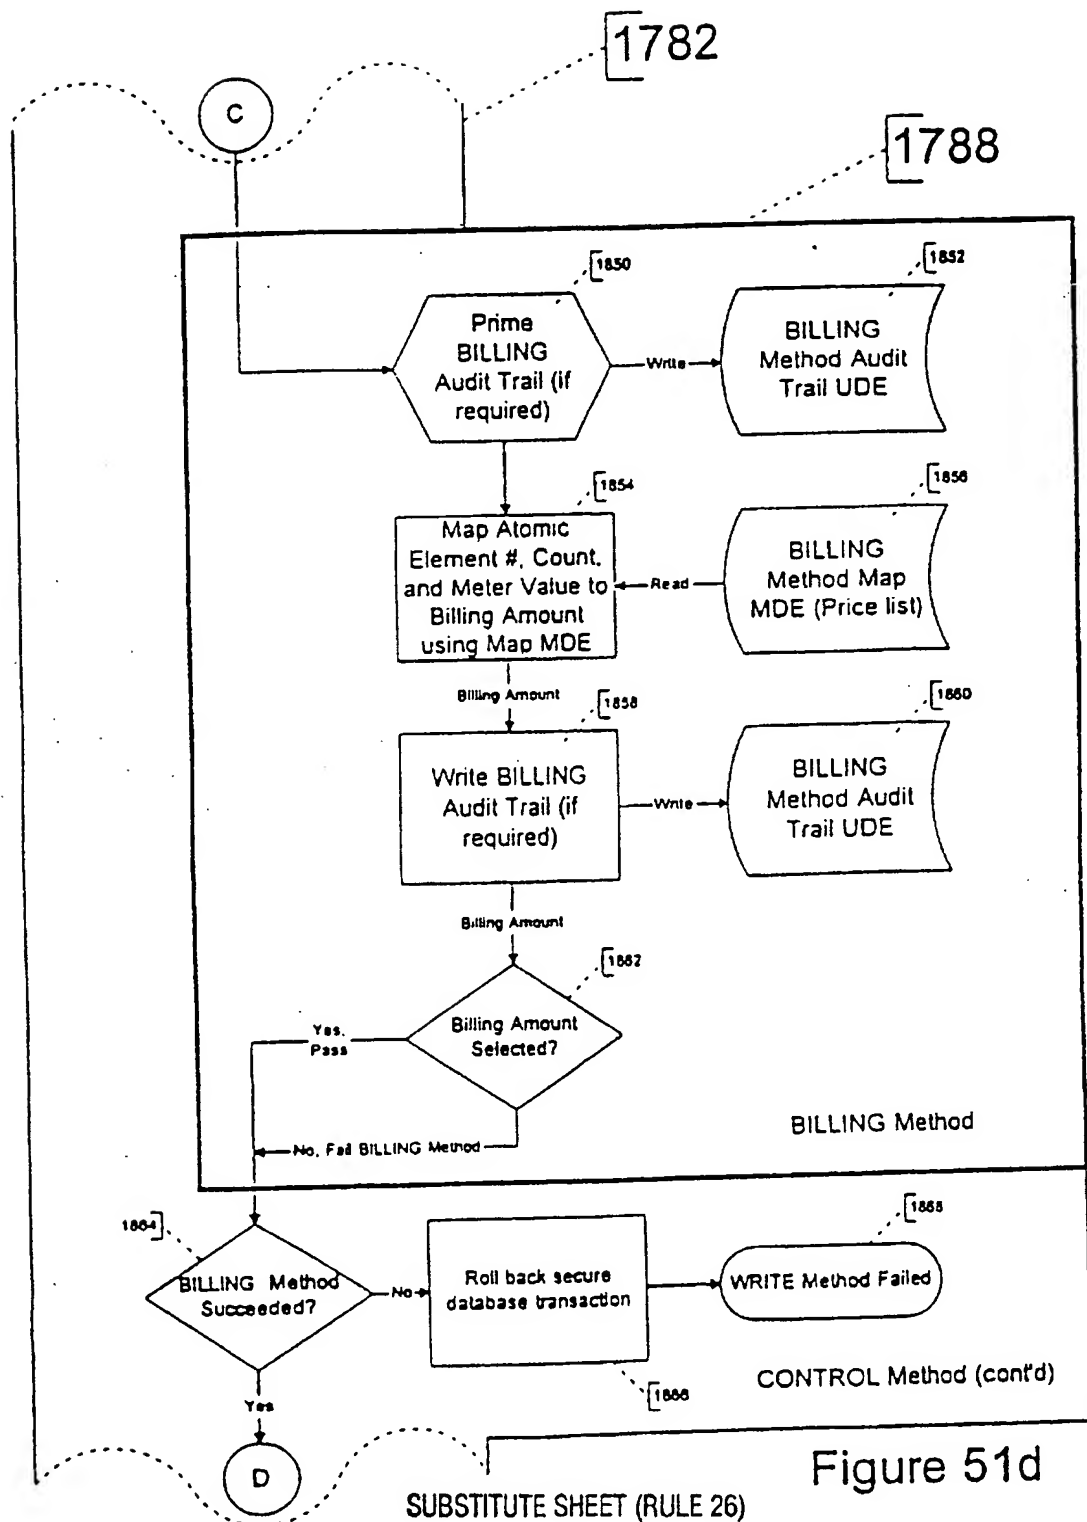 1782
C
1788
1850
Prime
BILLING
Audit Trail (if
required)
Write
1852
BILLING
Method Audit
Trail UDE
1854
Map Atomic
Element #, Count,
and Meter Value to
Billing Amount
using Map MDE
Read
1856
BILLING
Method Map
MDE (Price list)
Billing Amount
1858
Write BILLING
Audit Trail (if
required)
Write
1860
BILLING
Method Audit
Trail UDE
Billing Amount
1862
Billing Amount
Selected?
Yes,
Pass
No, Fail BILLING Method
BILLING Method
1864
BILLING Method
Succeeded?
No
Roll back secure
database transaction
1866
1868
WRITE Method Failed
CONTROL Method (cont'd)
Yes
D
Figure 51d
SUBSTITUTE SHEET (RULE 26)